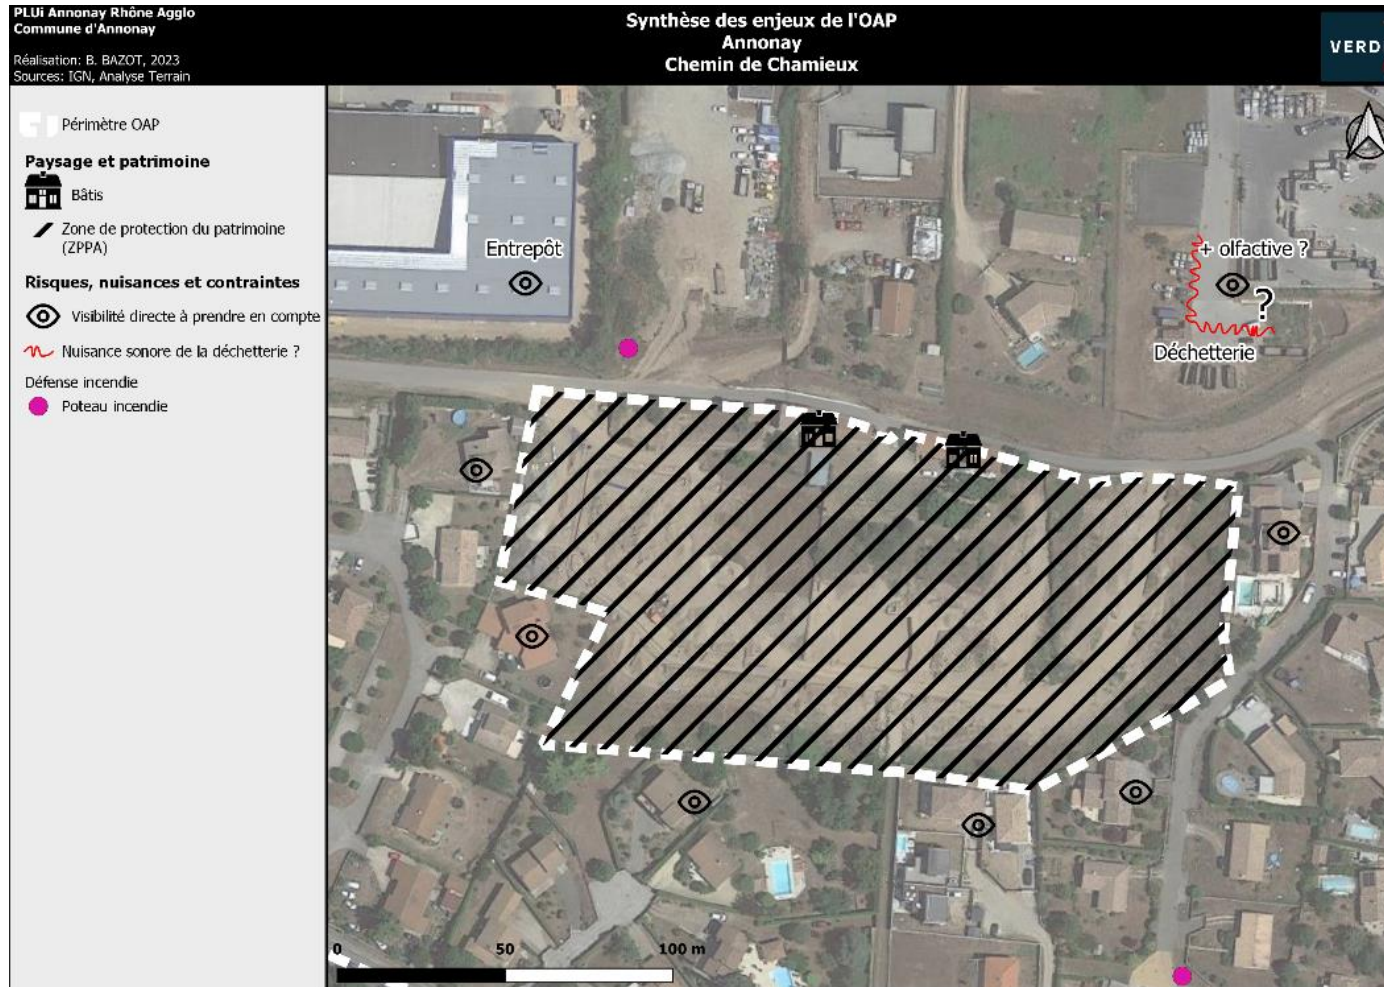 PLUi Annonay Rhône Agglo
Commune d'Annonay
Réalisation: B. BAZOT, 2023
Sources: IGN, Analyse Terrain
Synthèse des enjeux de l'OAP
Annonay
Chemin de Chamieux
VERD
Périmètre OAP
Paysage et patrimoine
Bâtis
Zone de protection du patrimoine
(ZPPA)
Risques, nuisances et contraintes
Visibilité directe à prendre en compte
Nuisance sonore de la déchetterie ?
Défense incendie
Poteau incendie
Entrepôt
+ olfactive ?
?
Déchetterie
0 50 100 m